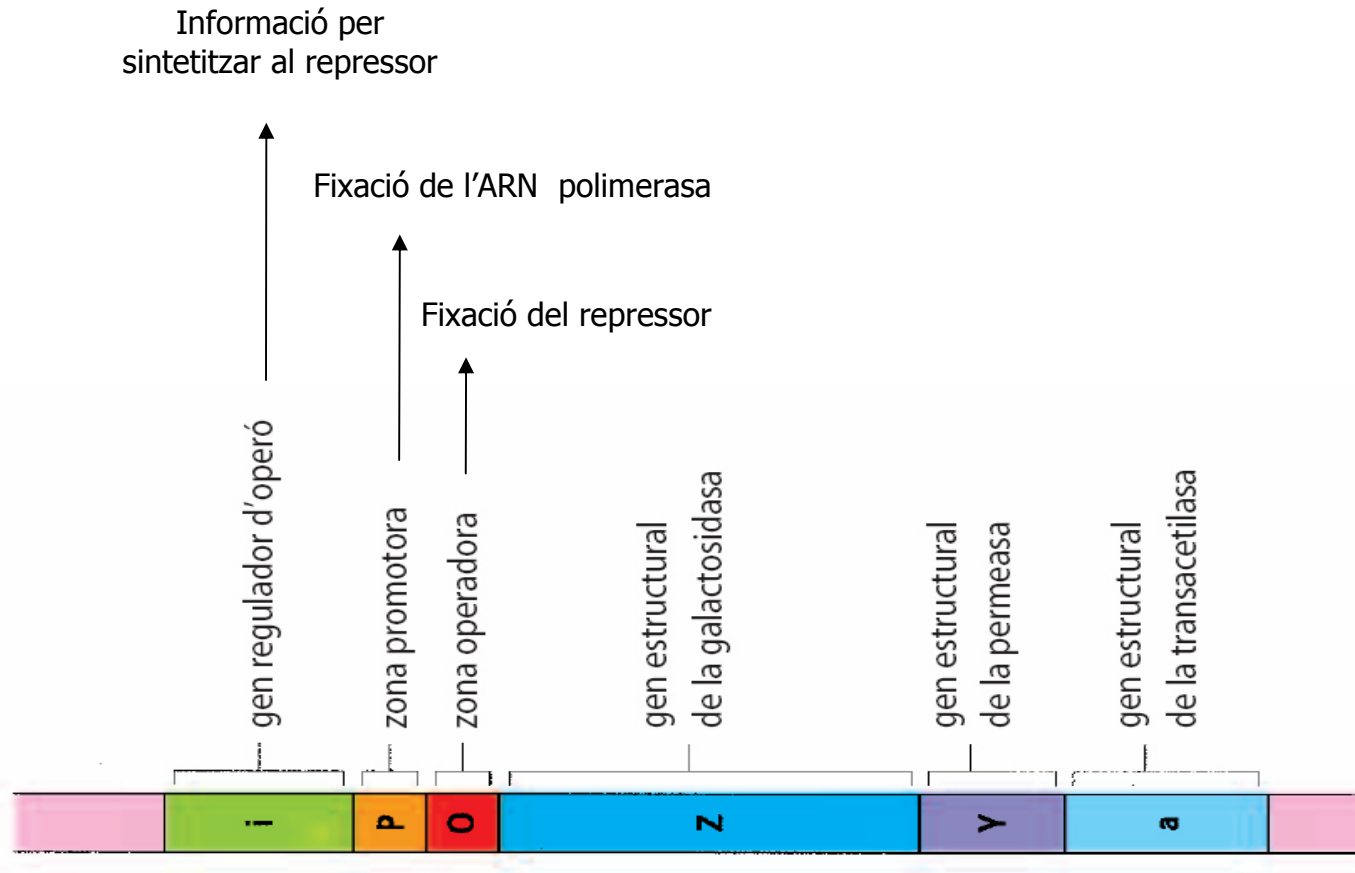 Informació per
sintetitzar al repressor
Fixació de l’ARN polimerasa
Fixació del repressor
gen regulador d’operó
zona promotora
zona operadora
gen estructural
de la galactosidasa
gen estructural
de la permeasa
gen estructural
de la transacetilasa
i
P
O
Z
Y
a